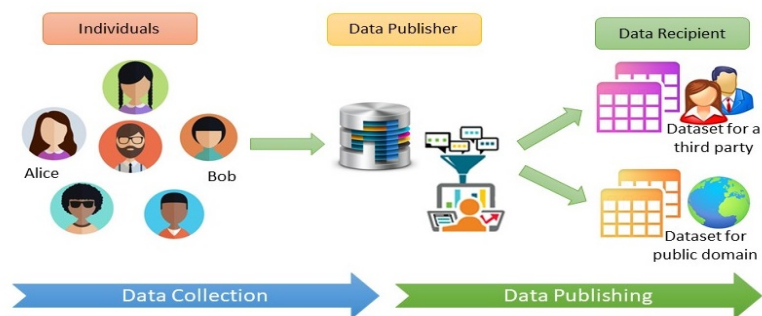 Individuals
Data Publisher
Data Recipient
Alice
Bob
Dataset for a
third party
Dataset for
public domain
Data Collection
Data Publishing